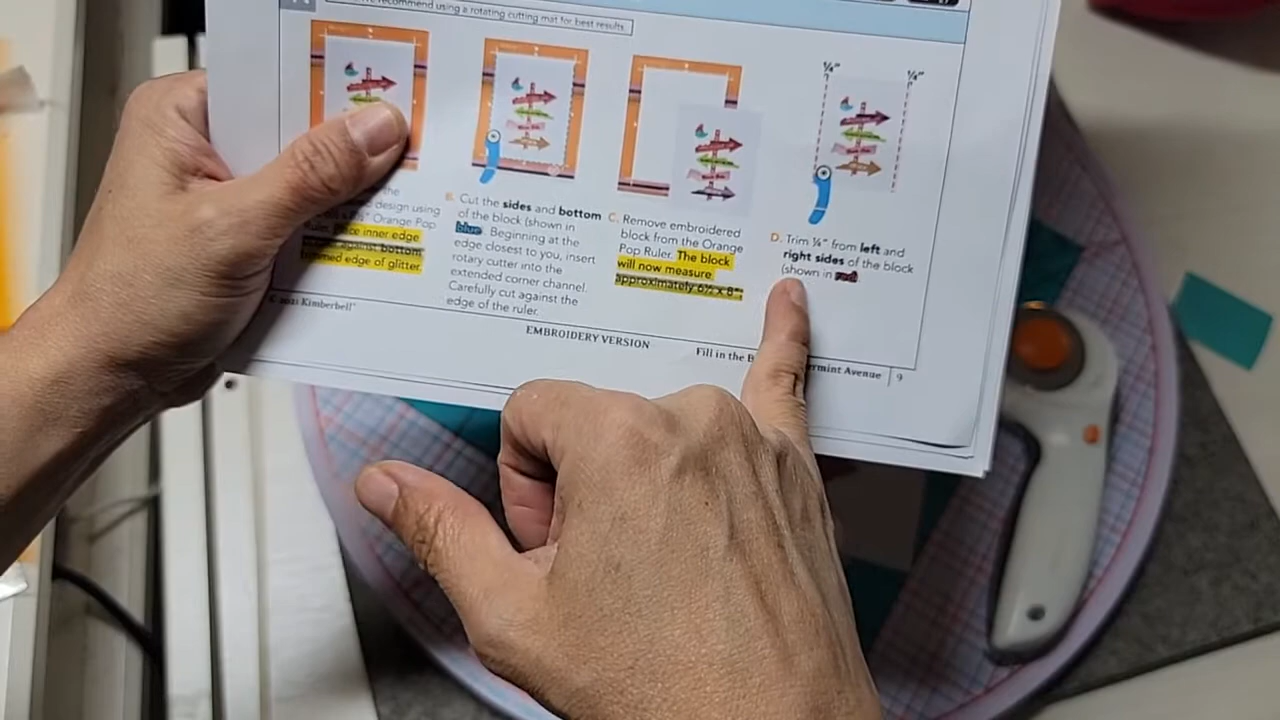 recommend using a rotating cutting mat for best results.
¼" ¼"
the
design using
" Orange Pop
inner edge
against bottom
trimmed edge of glitter.
B. Cut the sides and bottom
of the block (shown in
blue). Beginning at the
edge closest to you, insert
rotary cutter into the
extended corner channel.
Carefully cut against the
edge of the ruler.
C. Remove embroidered
block from the Orange
Pop Ruler. The block
will now measure
approximately 6½ x 8".
D. Trim ¼" from left and
right sides of the block
(shown in red).
© 2021 Kimberbell®
EMBROIDERY VERSION
Fill in the
Avenue | 9